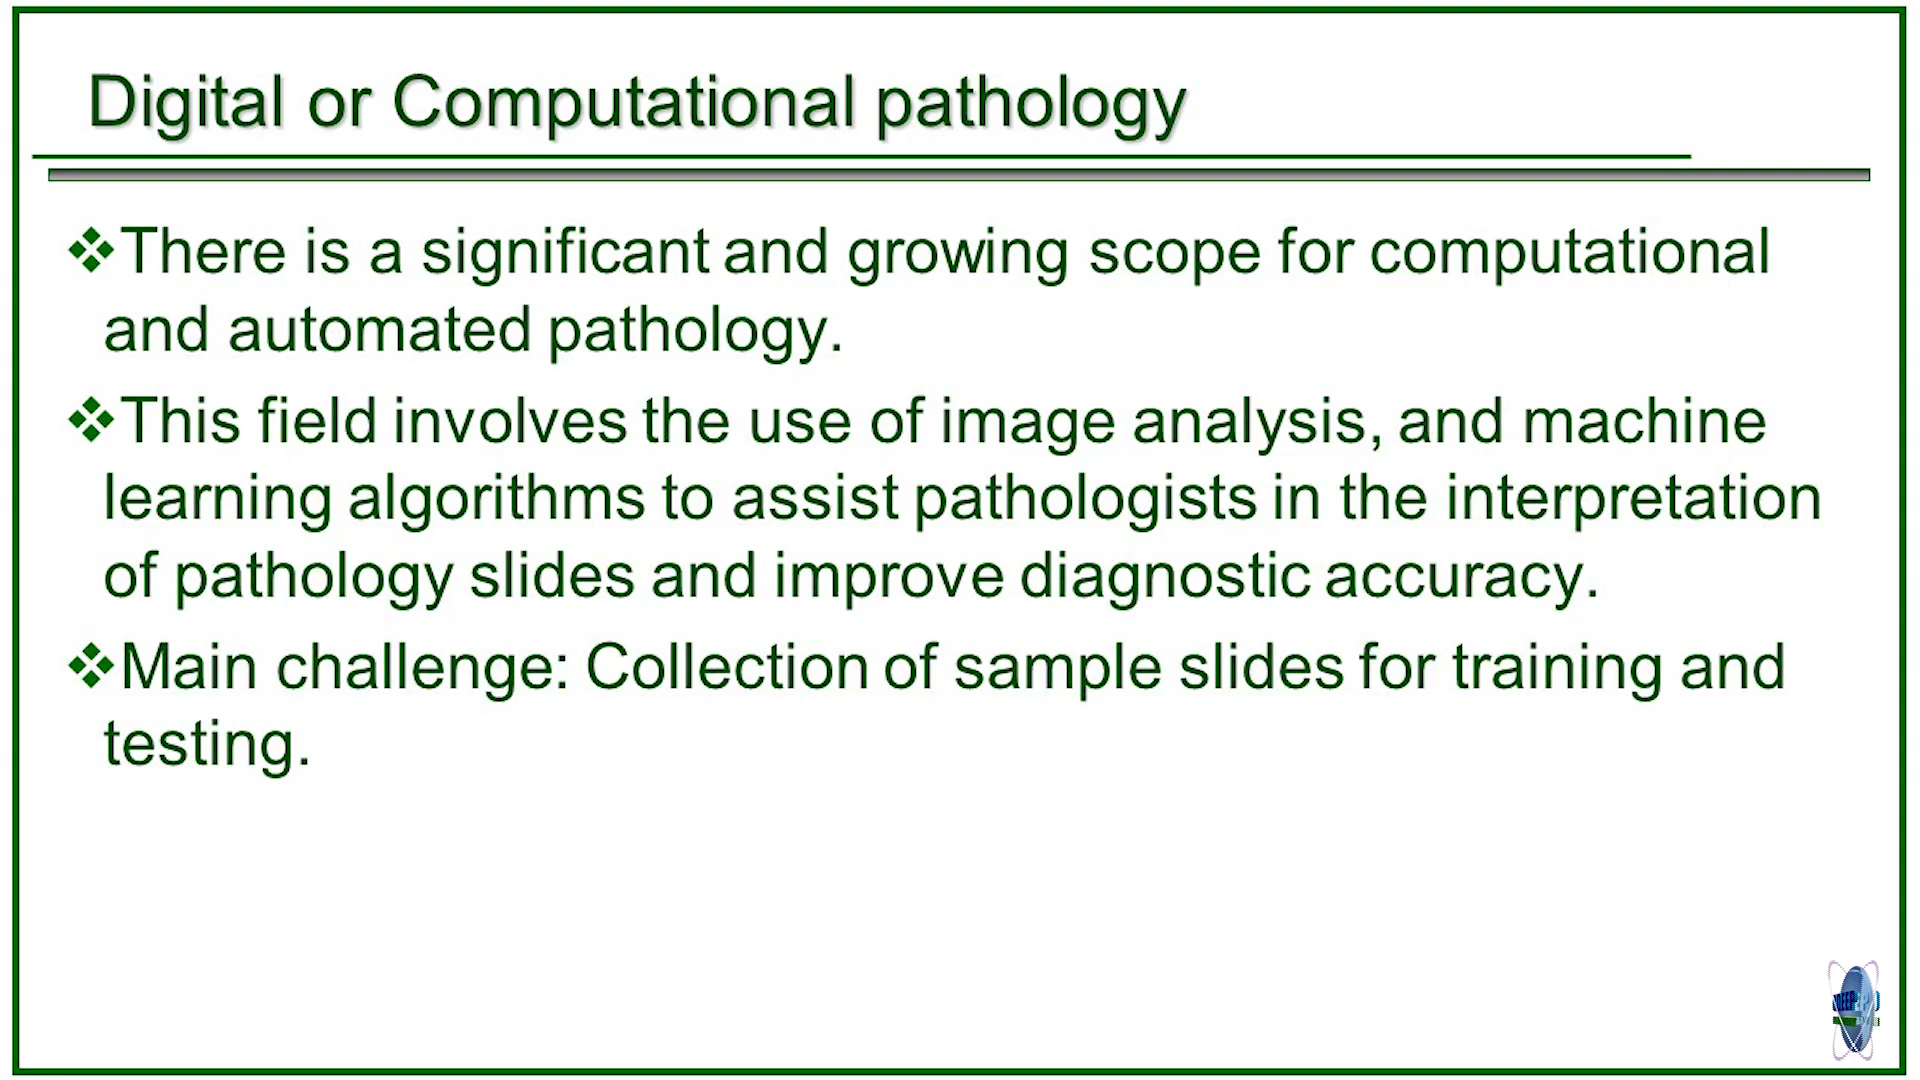 Digital or Computational pathology
❖There is a significant and growing scope for computational
and automated pathology.
❖This field involves the use of image analysis, and machine
learning algorithms to assist pathologists in the interpretation
of pathology slides and improve diagnostic accuracy.
❖Main challenge: Collection of sample slides for training and
testing.